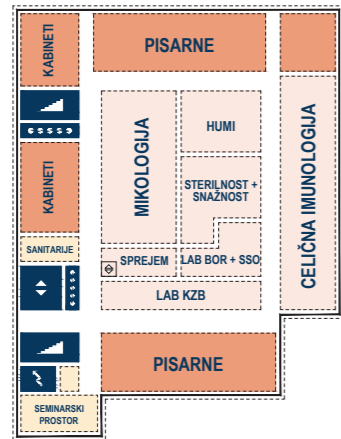 KABINETI
PISARNE
MIKOLOGIJA
HUMI
CELIČNA IMUNOLOGIJA
KABINETI
STERILNOST +
SNAŽNOST
SANITARIJE
SPREJEM
LAB BOR + SSO
LAB KZB
PISARNE
SEMINARSKI
PROSTOR